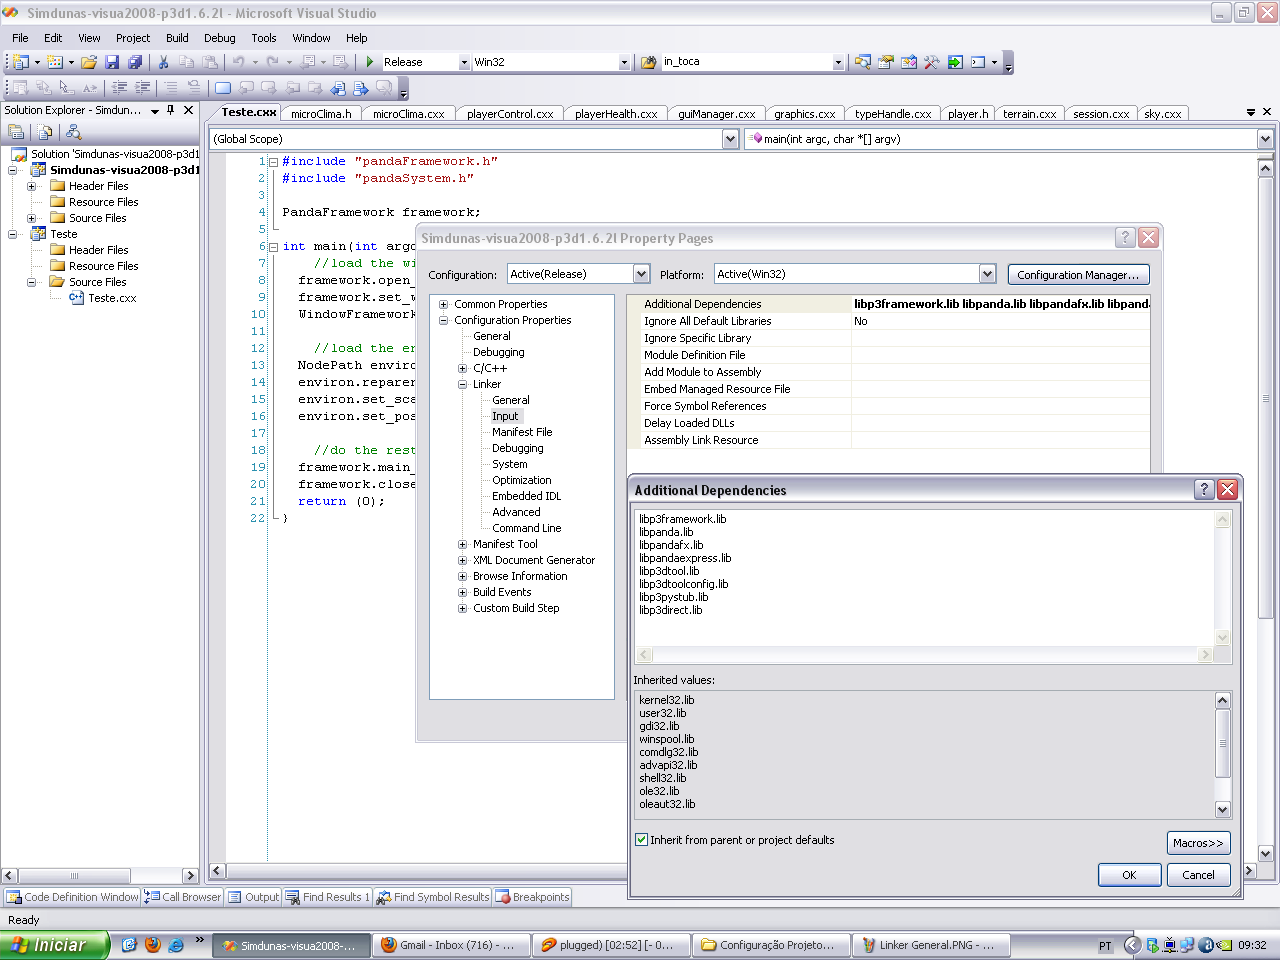 Simdunas-visua2008-p3d1.6.2l - Microsoft Visual Studio
File Edit View Project Build Debug Tools Window Help
Release Win32 in_toca
Solution Explorer - Simdun...
Teste.cxx microClima.h microClima.cxx playerControl.cxx playerHealth.cxx guiManager.cxx graphics.cxx typeHandle.cxx player.h terrain.cxx session.cxx sky.cxx
(Global Scope) main(int argc, char *[] argv)
Solution 'Simdunas-visua2008-p3d1
Simdunas-visua2008-p3d1
Header Files
Resource Files
Source Files
Teste
Header Files
Resource Files
Source Files
Teste.cxx
1 #include "pandaFramework.h"
2 #include "pandaSystem.h"
3
4 PandaFramework framework;
5
6 int main(int argc
7 //load the wi
8 framework.open_
9 framework.set_w
10 WindowFramework
11
12 //load the en
13 NodePath enviro
14 environ.reparen
15 environ.set_sca
16 environ.set_pos
17
18 //do the rest
19 framework.main_
20 framework.close
21 return (0);
22 }
Simdunas-visua2008-p3d1.6.2l Property Pages
Configuration: Active(Release) Platform: Active(Win32) Configuration Manager...
Common Properties
Configuration Properties
General
Debugging
C/C++
Linker
General
Input
Manifest File
Debugging
System
Optimization
Embedded IDL
Advanced
Command Line
Manifest Tool
XML Document Generator
Browse Information
Build Events
Custom Build Step
Additional Dependencies libp3framework.lib libpanda.lib libpandafx.lib libpanda
Ignore All Default Libraries No
Ignore Specific Library
Module Definition File
Add Module to Assembly
Embed Managed Resource File
Force Symbol References
Delay Loaded DLLs
Assembly Link Resource
Additional Dependencies
libp3framework.lib
libpanda.lib
libpandafx.lib
libpandaexpress.lib
libp3dtool.lib
libp3dtoolconfig.lib
libp3pystub.lib
libp3direct.lib
Inherited values:
kernel32.lib
user32.lib
gdi32.lib
winspool.lib
comdlg32.lib
advapi32.lib
shell32.lib
ole32.lib
oleaut32.lib
Inherit from parent or project defaults
Macros>>
OK Cancel
Code Definition Window Call Browser Output Find Results 1 Find Symbol Results Breakpoints
Ready
Iniciar » Simdunas-visua2008-... Gmail - Inbox (716) - ... plugged) [02:52] [- 0... Configuração Projeto... Linker General.PNG - ... PT 09:32